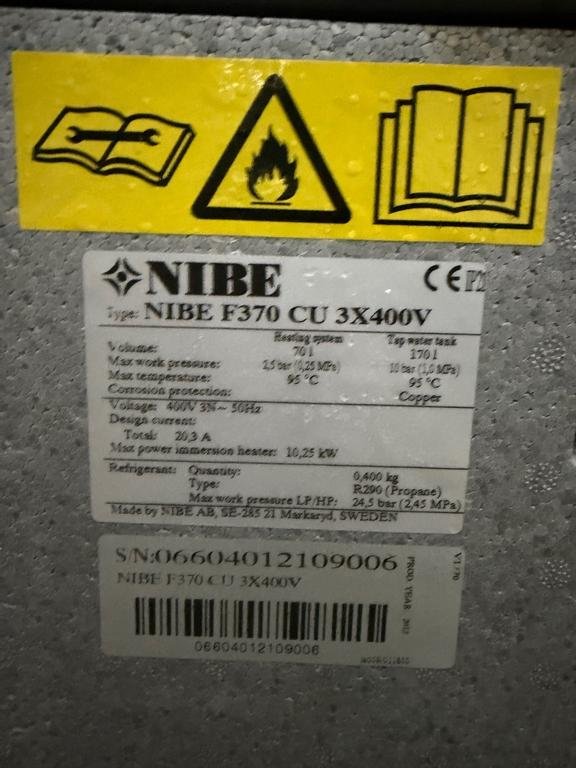 NIBE CE
Type: NIBE F370 CU 3X400V
Heating system Tap water tank
Volume: 70 l 170 l
Max work pressure: 2,5 bar (0,25 MPa) 10 bar (1,0 MPa)
Max temperature: 95 °C 95 °C
Corrosion protection: Copper
Voltage: 400V 3N~ 50Hz
Design current:
Total: 20,3 A
Max power immersion heater: 10,25 kW
Refrigerant: Quantity: 0,400 kg
Type: R290 (Propane)
Max work pressure LP/HP: 24,5 bar (2,45 MPa)
Made by NIBE AB, SE-285 21 Markaryd, SWEDEN
S/N:06604012109006
NIBE F370 CU 3X400V
06604012109006
PROD. YEAR: 2012